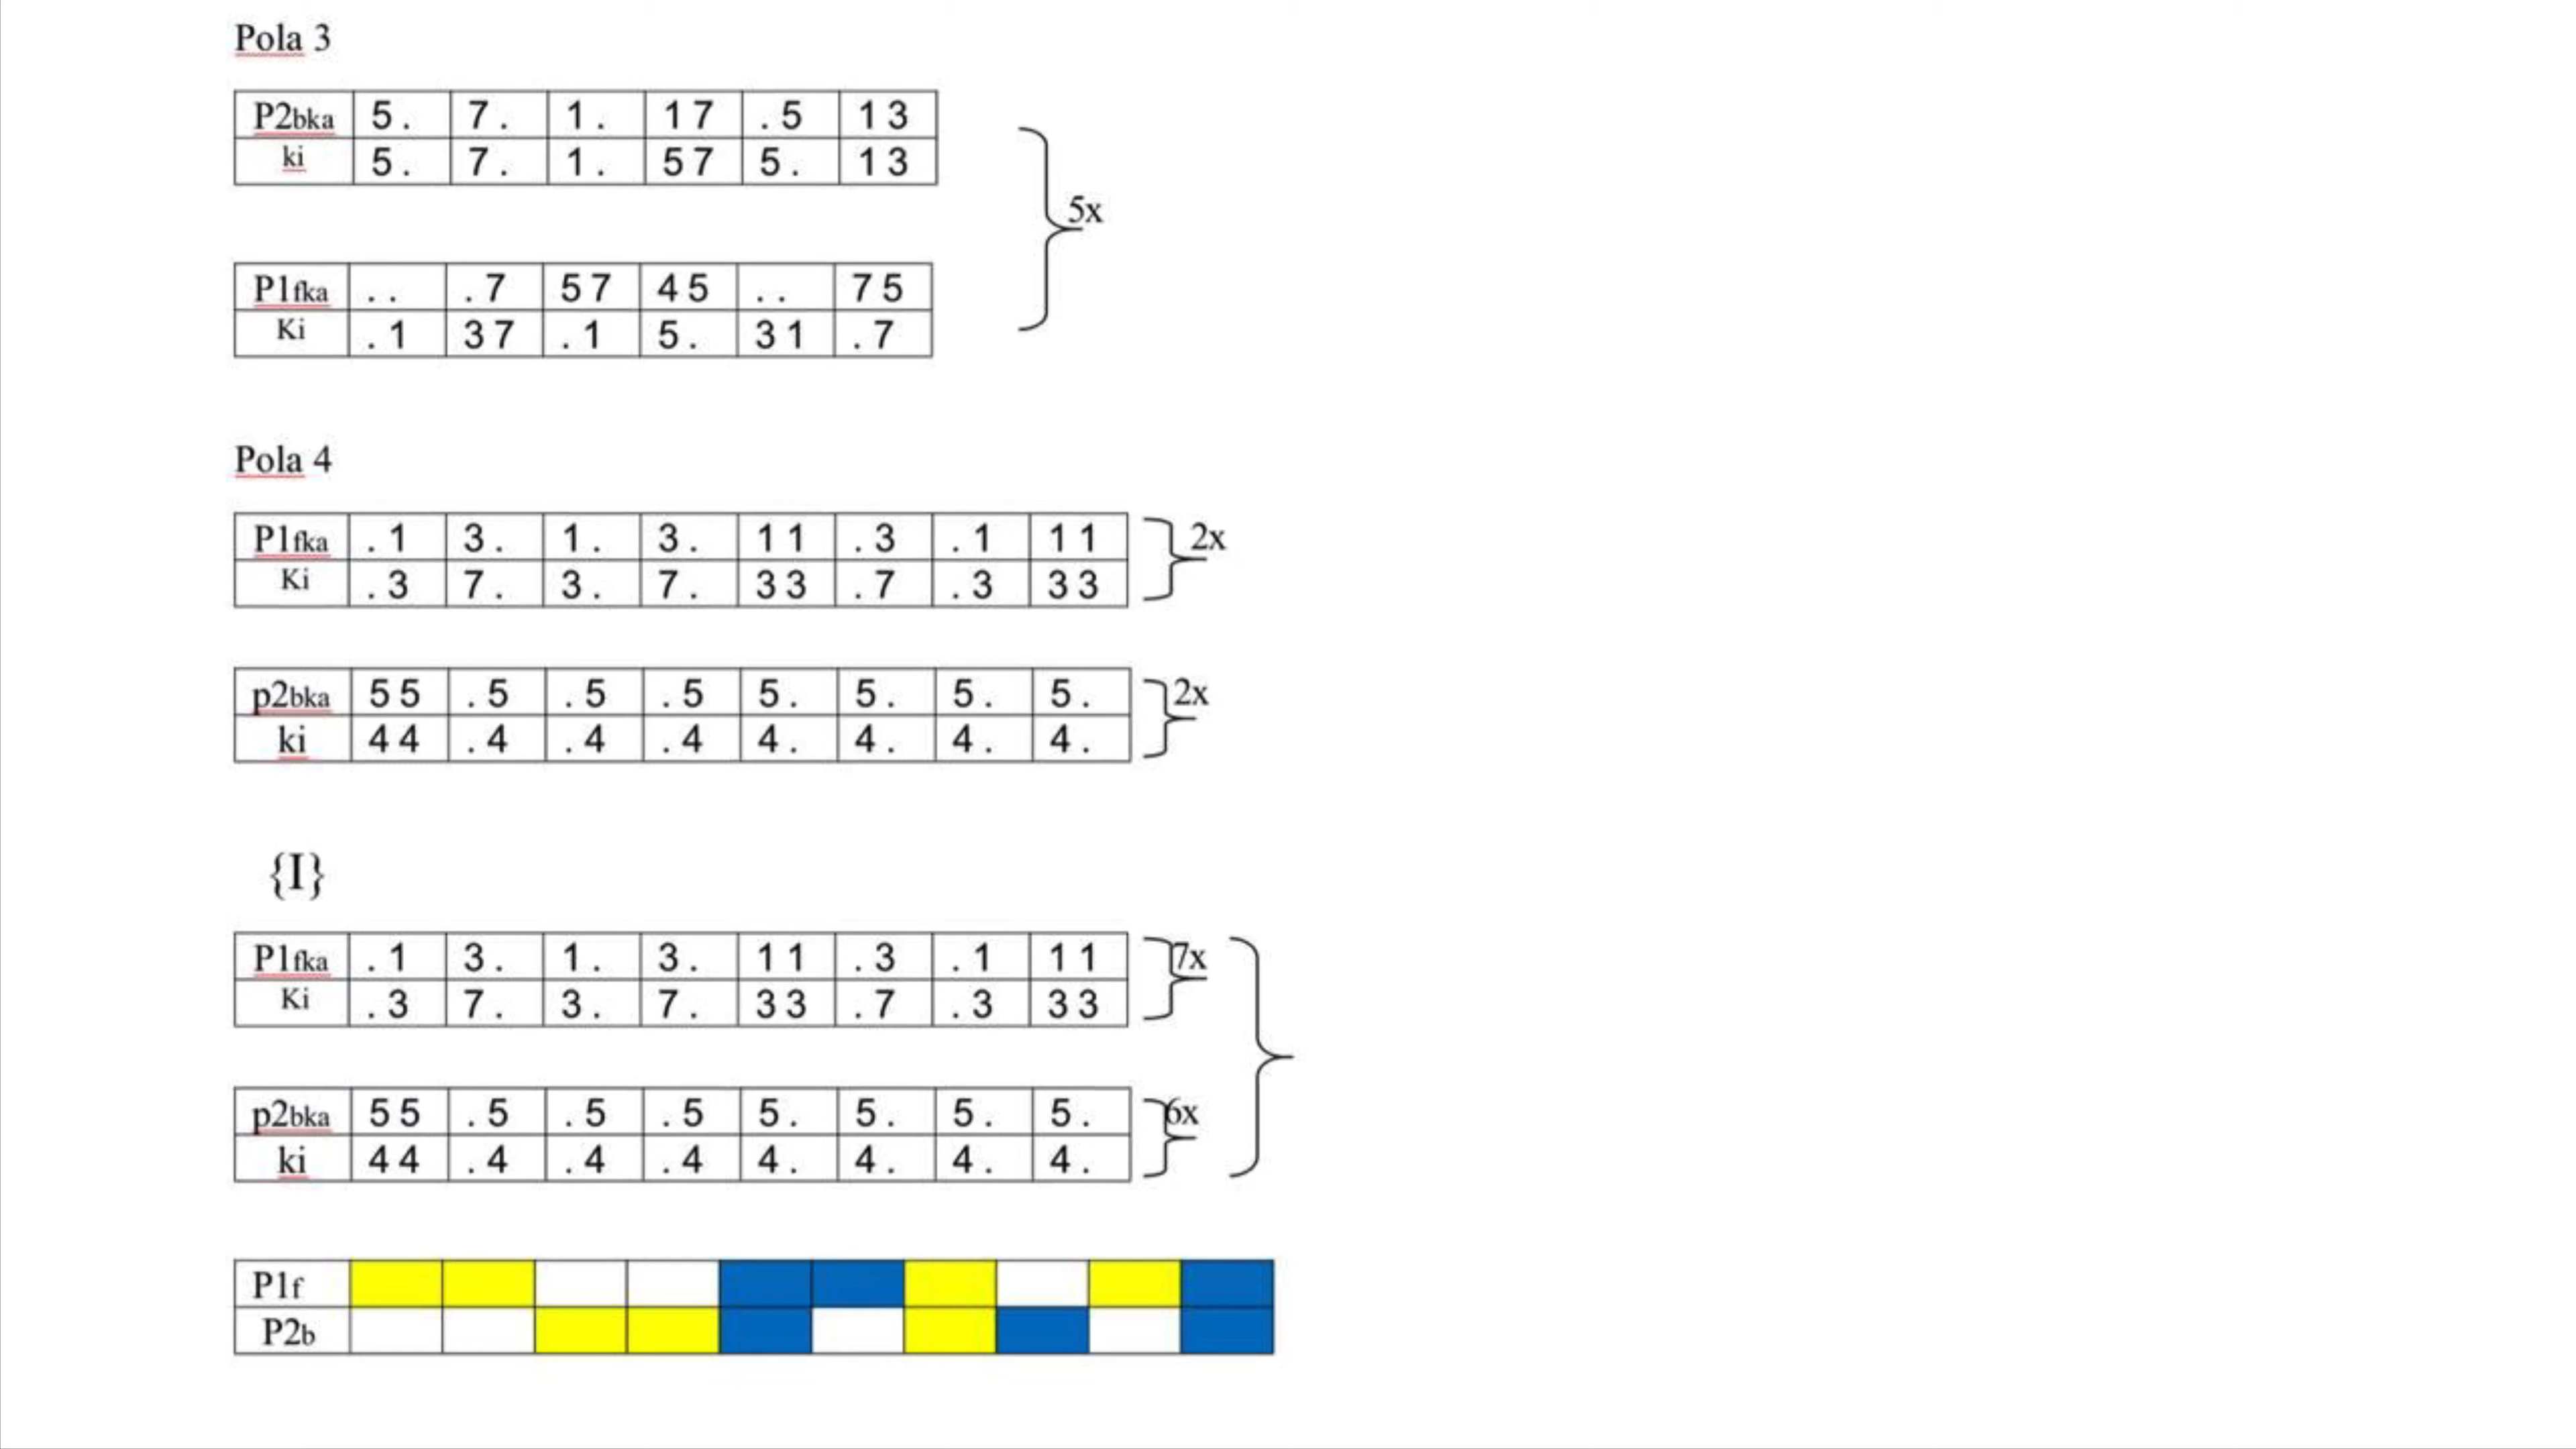 Pola 3
P2bka 5 . 7 . 1 . 1 7 . 5 1 3
ki 5 . 7 . 1 . 5 7 5 . 1 3
5x
P1fka . . . 7 5 7 4 5 . . 7 5
Ki . 1 3 7 . 1 5 . 3 1 . 7
Pola 4
P1fka . 1 3 . 1 . 3 . 1 1 . 3 . 1 1 1
2x
Ki . 3 7 . 3 . 7 . 3 3 . 7 . 3 3 3
p2bka 5 5 . 5 . 5 . 5 5 . 5 . 5 . 5 .
2x
ki 4 4 . 4 . 4 . 4 4 . 4 . 4 . 4 .
{I}
P1fka . 1 3 . 1 . 3 . 1 1 . 3 . 1 1 1
7x
Ki . 3 7 . 3 . 7 . 3 3 . 7 . 3 3 3
p2bka 5 5 . 5 . 5 . 5 5 . 5 . 5 . 5 .
6x
ki 4 4 . 4 . 4 . 4 4 . 4 . 4 . 4 .
P1f
P2b